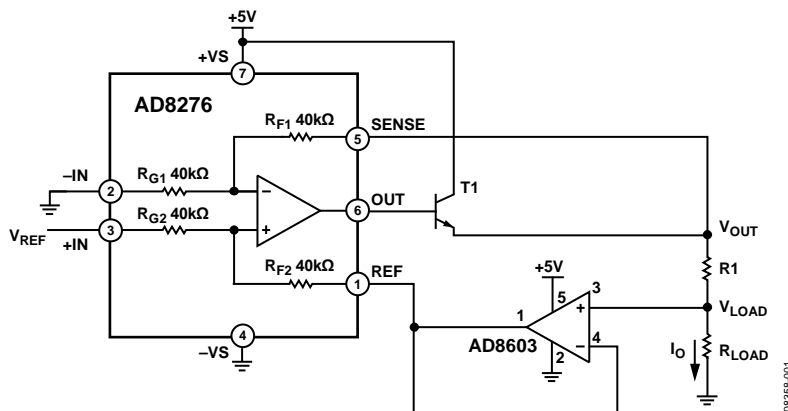 +5V
+VS
7
AD8276
RF1 40kΩ
5
SENSE
–IN
2
RG1 40kΩ
–
T1
OUT
6
RG2 40kΩ
+
VREF
3
+IN
VOUT
RF2 40kΩ
REF
1
+5V
R1
5
3
1
+
VLOAD
AD8603
–
4
2
IO
RLOAD
4
–VS
08358-001